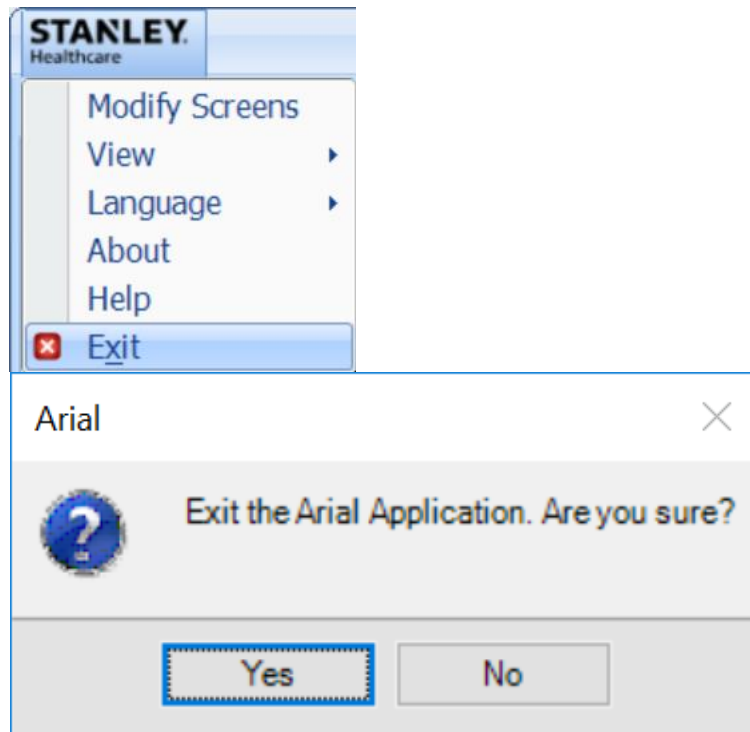 STANLEY.
Healthcare
Modify Screens
View
Language
About
Help
Exit
Arial
Exit the Arial Application. Are you sure?
Yes
No